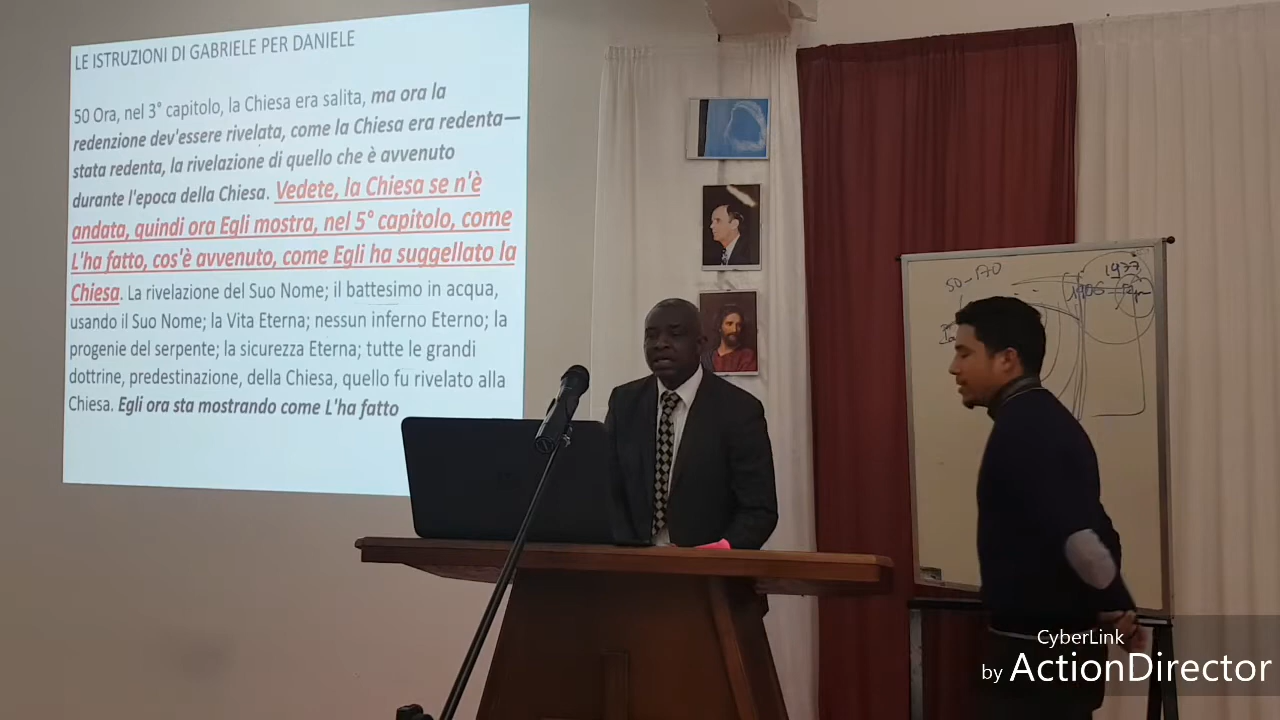 LE ISTRUZIONI DI GABRIELE PER DANIELE
50 Ora, nel 3° capitolo, la Chiesa era salita, ma ora la
redenzione dev'essere rivelata, come la Chiesa era redenta—
stata redenta, la rivelazione di quello che è avvenuto
durante l'epoca della Chiesa. Vedete, la Chiesa se n'è
andata, quindi ora Egli mostra, nel 5° capitolo, come
L'ha fatto, cos'è avvenuto, come Egli ha suggellato la
Chiesa. La rivelazione del Suo Nome; il battesimo in acqua,
usando il Suo Nome; la Vita Eterna; nessun inferno Eterno; la
progenie del serpente; la sicurezza Eterna; tutte le grandi
dottrine, predestinazione, della Chiesa, quello fu rivelato alla
Chiesa. Egli ora sta mostrando come L'ha fatto
50-170
1977
1906
CyberLink
by ActionDirector